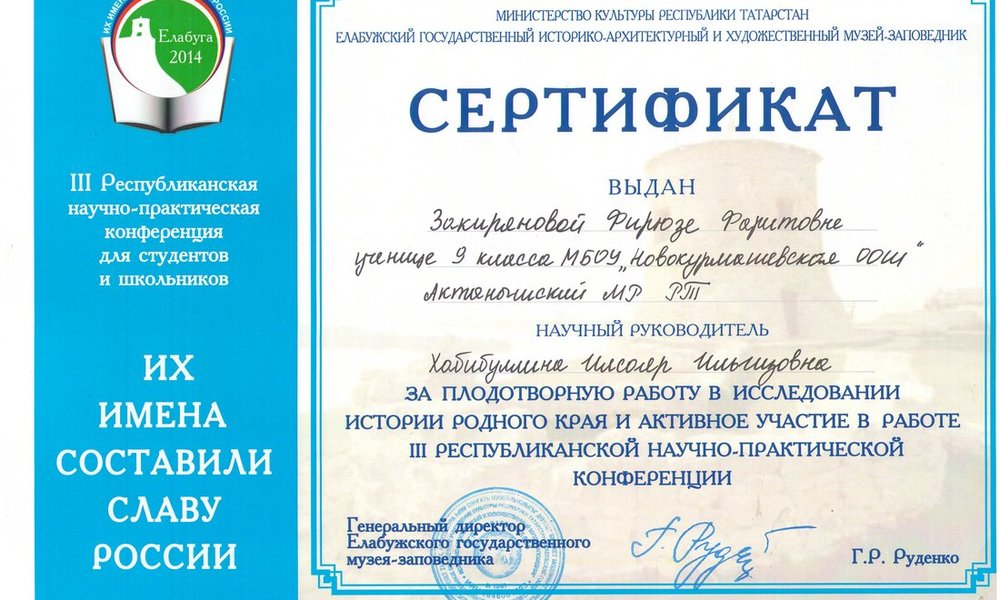 ИХ ИМЕНА
РОССИИ
Елабуга
2014
III Республиканская
научно-практическая
конференция
для студентов
и школьников
ИХ
ИМЕНА
СОСТАВИЛИ
СЛАВУ
РОССИИ
МИНИСТЕРСТВО КУЛЬТУРЫ РЕСПУБЛИКИ ТАТАРСТАН
ЕЛАБУЖСКИЙ ГОСУДАРСТВЕННЫЙ ИСТОРИКО-АРХИТЕКТУРНЫЙ И ХУДОЖЕСТВЕННЫЙ МУЗЕЙ-ЗАПОВЕДНИК
СЕРТИФИКАТ
ВЫДАН
Закиряновой Фирюзе Фаритовне
ученице 9 класса МБОУ „Новокурмашевская ООШ"
Актанышский МР РТ
НАУЧНЫЙ РУКОВОДИТЕЛЬ
Хабибуллина Илсояр Ильгизовна
ЗА ПЛОДОТВОРНУЮ РАБОТУ В ИССЛЕДОВАНИИ
ИСТОРИИ РОДНОГО КРАЯ И АКТИВНОЕ УЧАСТИЕ В РАБОТЕ
III РЕСПУБЛИКАНСКОЙ НАУЧНО-ПРАКТИЧЕСКОЙ
КОНФЕРЕНЦИИ
Генеральный директор
Елабужского государственного
музея-заповедника
Г.Р. Руденко